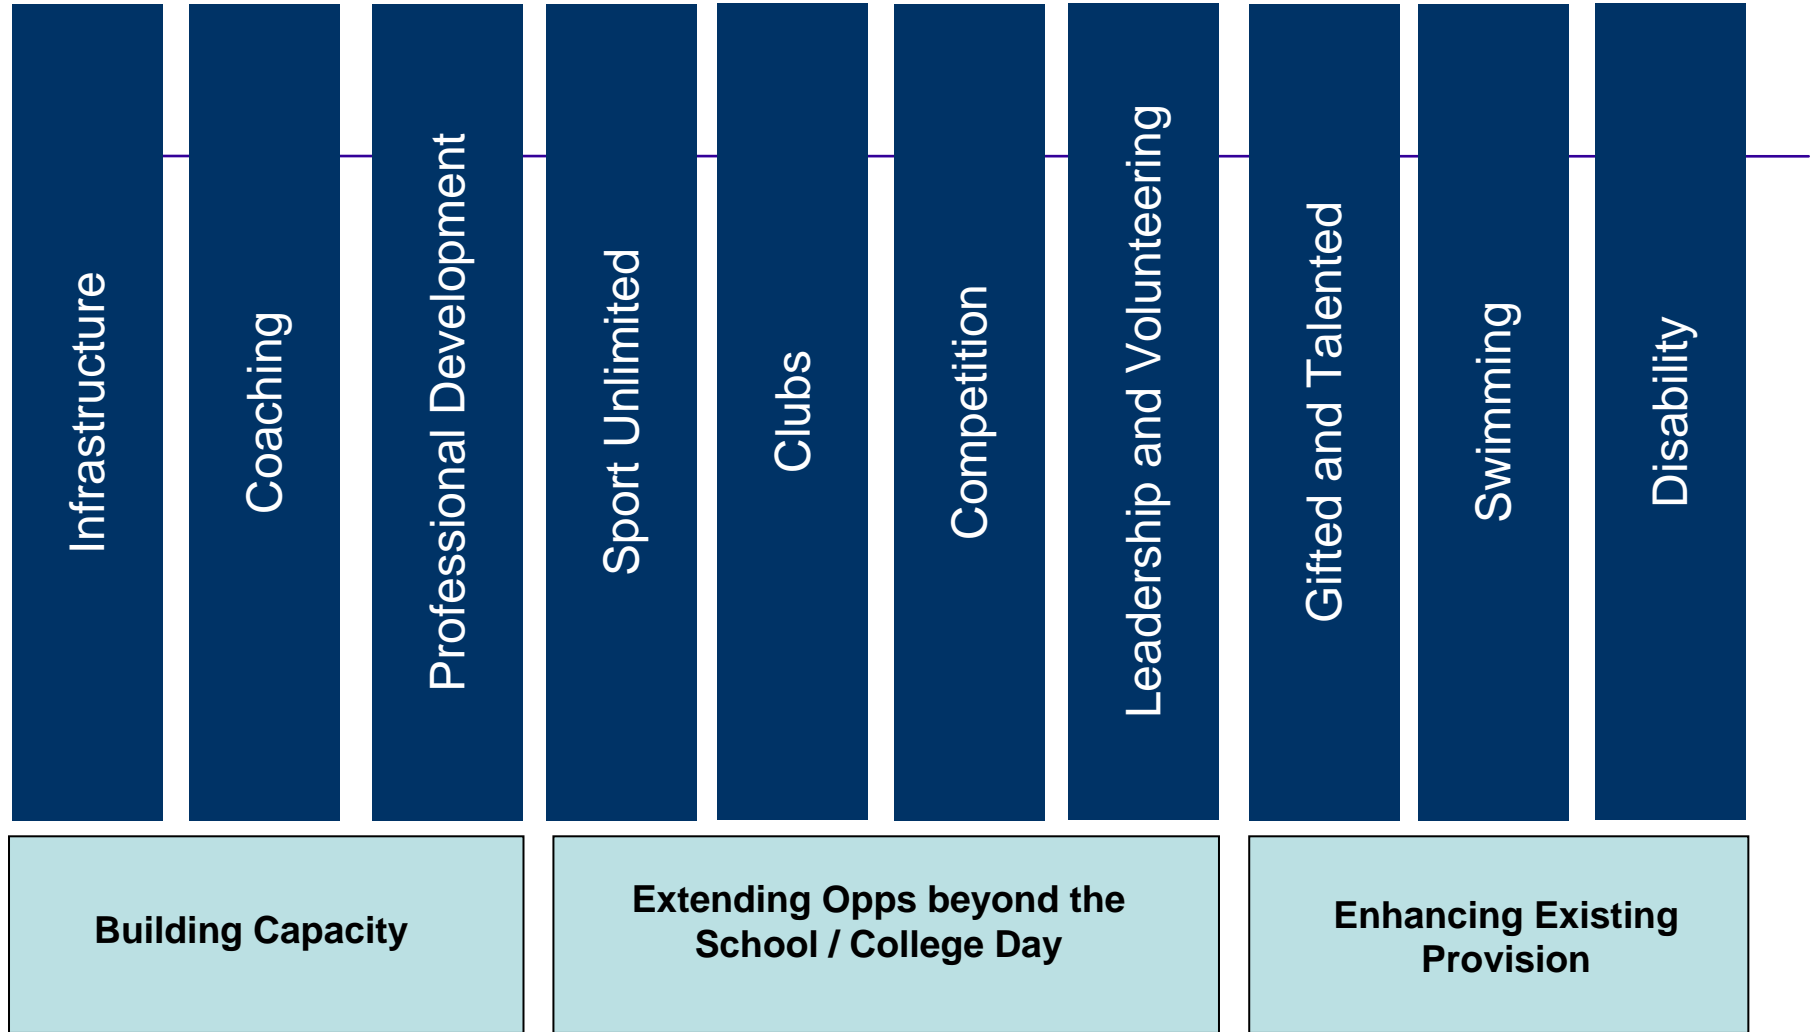 Infrastructure
Coaching
Professional Development
Sport Unlimited
Clubs
Competition
Leadership and Volunteering
Gifted and Talented
Swimming
Disability
Building Capacity
Extending Opps beyond the
School / College Day
Enhancing Existing
Provision